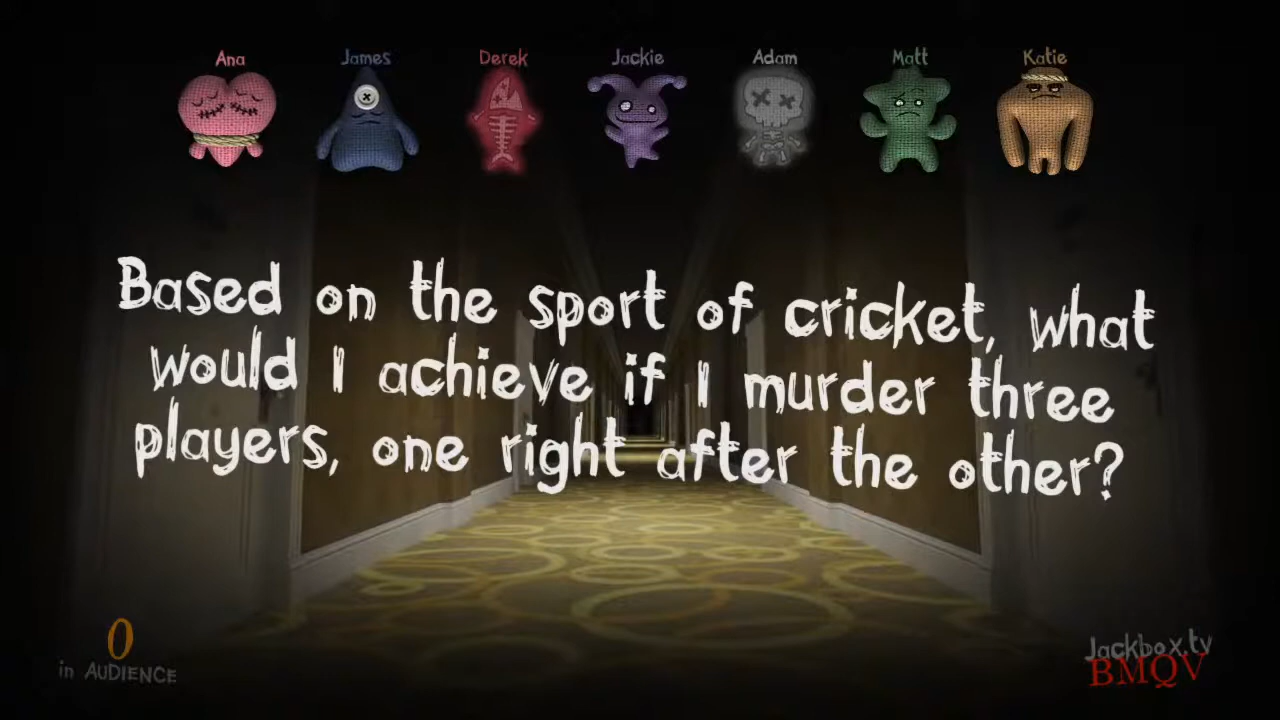 Ana James Derek Jackie Adam Matt Katie
Based on the sport of cricket, what
would I achieve if I murder three
players, one right after the other?
0
in AUDIENCE
Jackbox.tv
BMQV